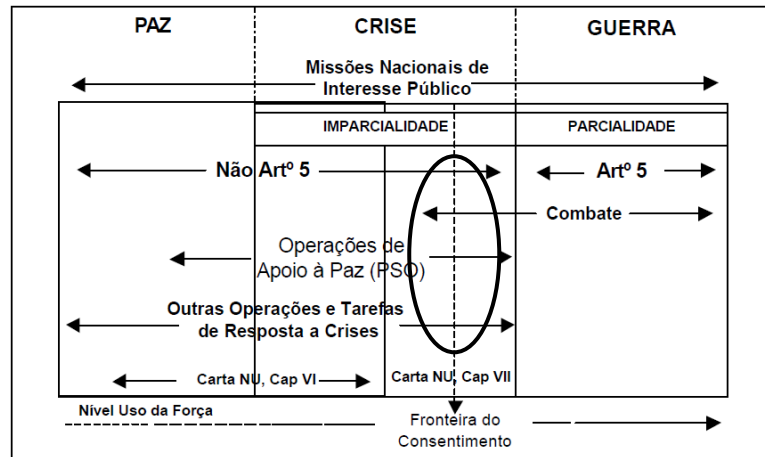 PAZ CRISE GUERRA
Missões Nacionais de
Interesse Público
IMPARCIALIDADE PARCIALIDADE
Não Artº 5 Artº 5
Combate
Operações de
Apoio à Paz (PSO)
Outras Operações e Tarefas
de Resposta a Crises
Carta NU, Cap VI Carta NU, Cap VII
Nível Uso da Força
Fronteira do
Consentimento